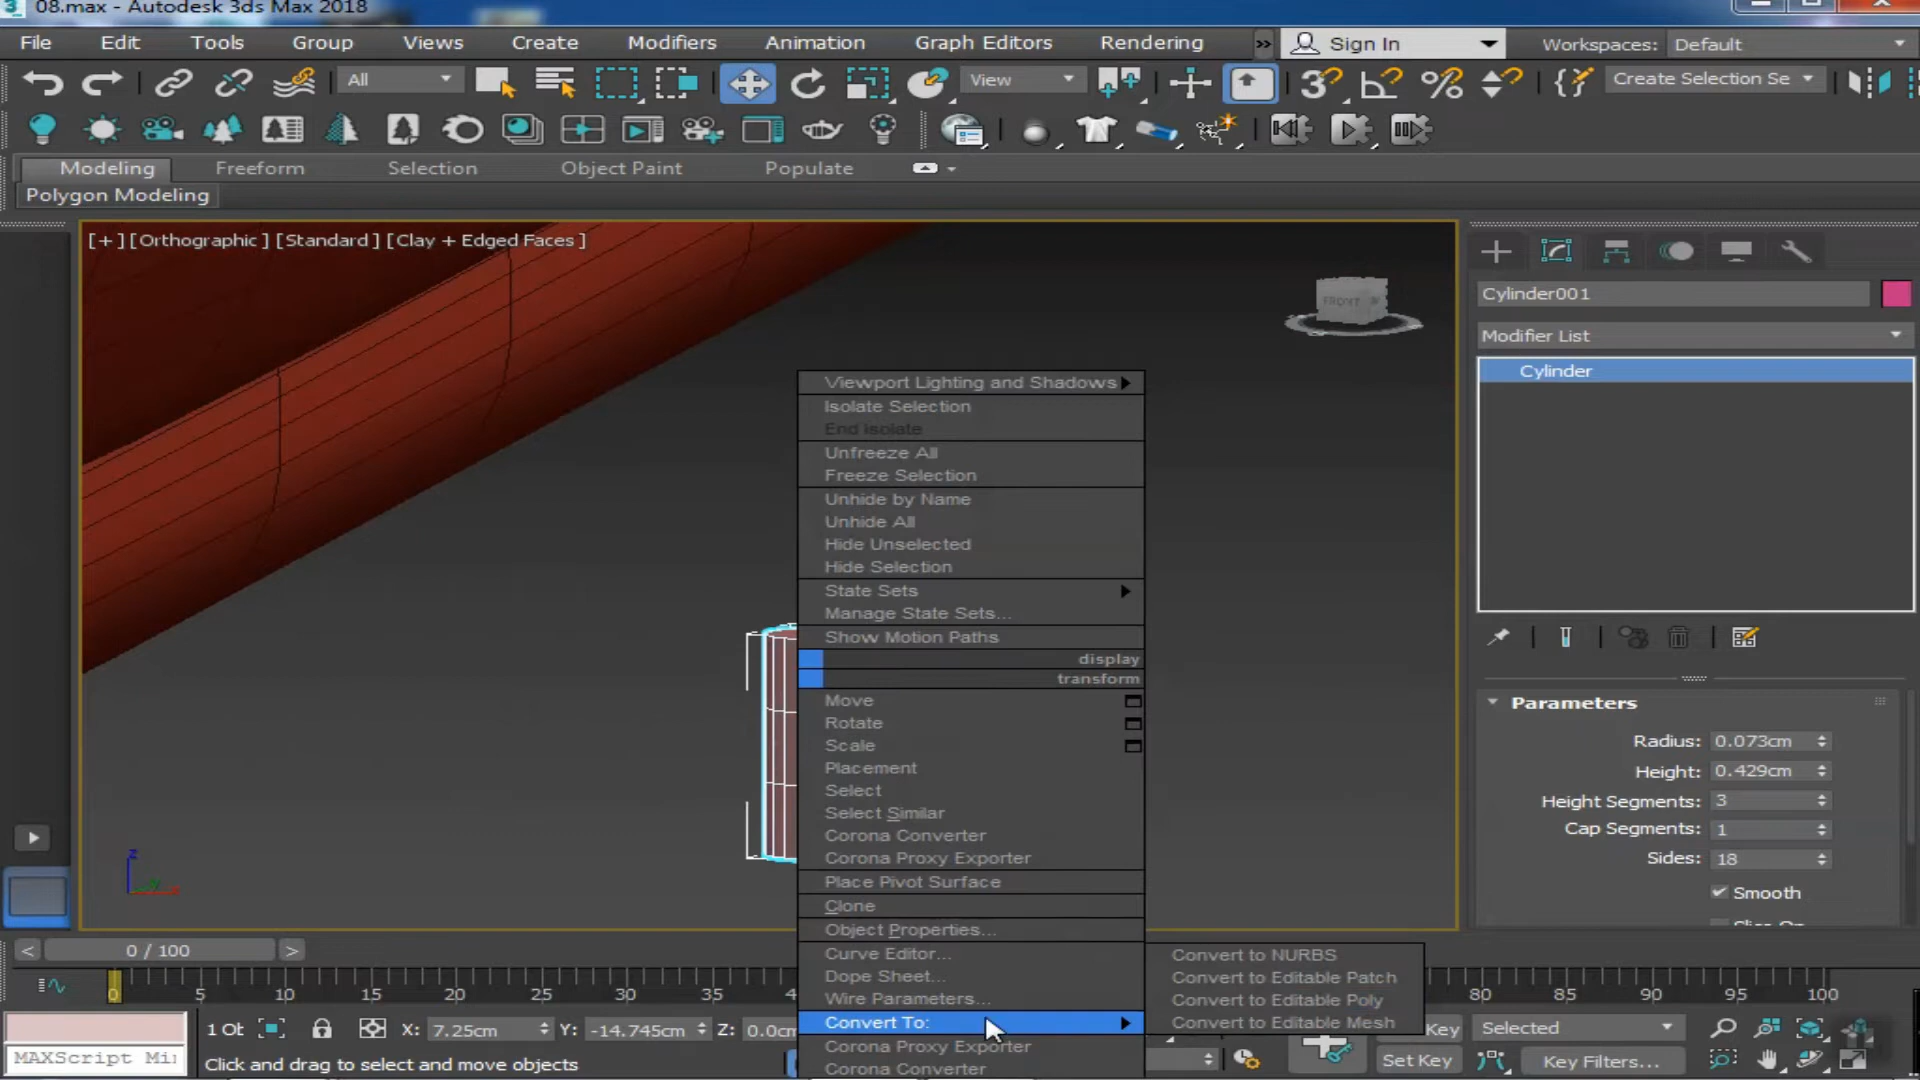 08.max - Autodesk 3ds Max 2018
File Edit Tools Group Views Create Modifiers Animation Graph Editors Rendering » Sign In Workspaces: Default
All View Create Selection Se
Modeling Freeform Selection Object Paint Populate
Polygon Modeling
[+] [Orthographic] [Standard] [Clay + Edged Faces]
FRONT
Cylinder001
Modifier List
Cylinder
Viewport Lighting and Shadows
Isolate Selection
End Isolate
Unfreeze All
Freeze Selection
Unhide by Name
Unhide All
Hide Unselected
Hide Selection
State Sets
Manage State Sets...
Show Motion Paths
display
transform
Move
Rotate
Scale
Placement
Select
Select Similar
Corona Converter
Corona Proxy Exporter
Place Pivot Surface
Clone
Object Properties...
Curve Editor...
Dope Sheet...
Wire Parameters...
Convert To:
Corona Proxy Exporter
Corona Converter
Convert to NURBS
Convert to Editable Patch
Convert to Editable Poly
Convert to Editable Mesh
Parameters
Radius: 0.073cm
Height: 0.429cm
Height Segments: 3
Cap Segments: 1
Sides: 18
Smooth
z
< 0 / 100 >
0 5 10 15 20 25 30 35 80 85 90 95 100
1 Ob X: 7.25cm Y: -14.745cm Z: 0.0cm Key Selected
MAXScript Mi Click and drag to select and move objects Set Key Key Filters...